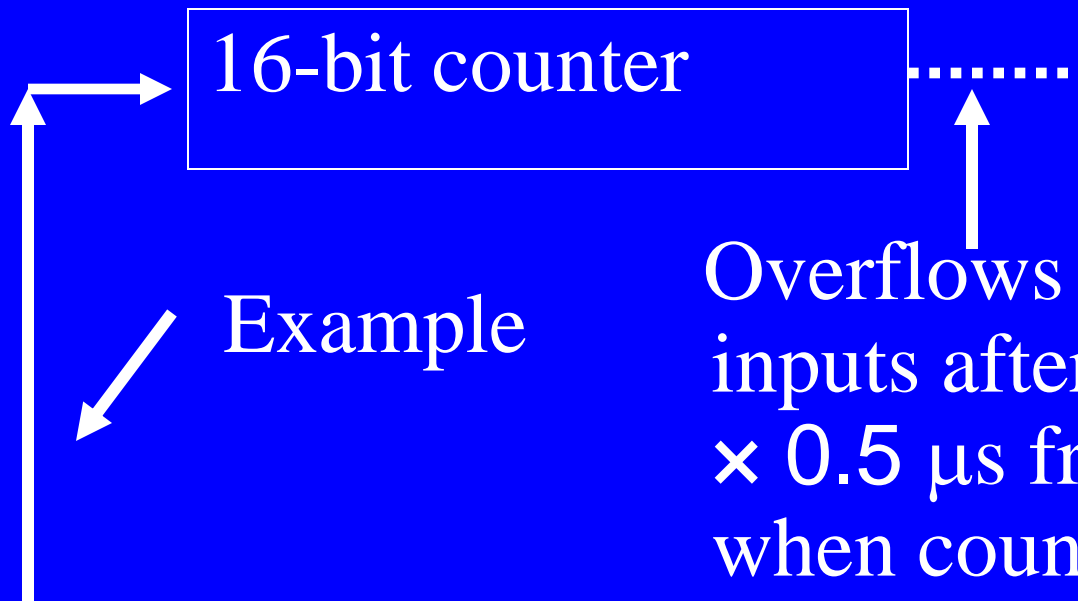 16-bit counter
Example
Overflows
inputs after
× 0.5 μs
when